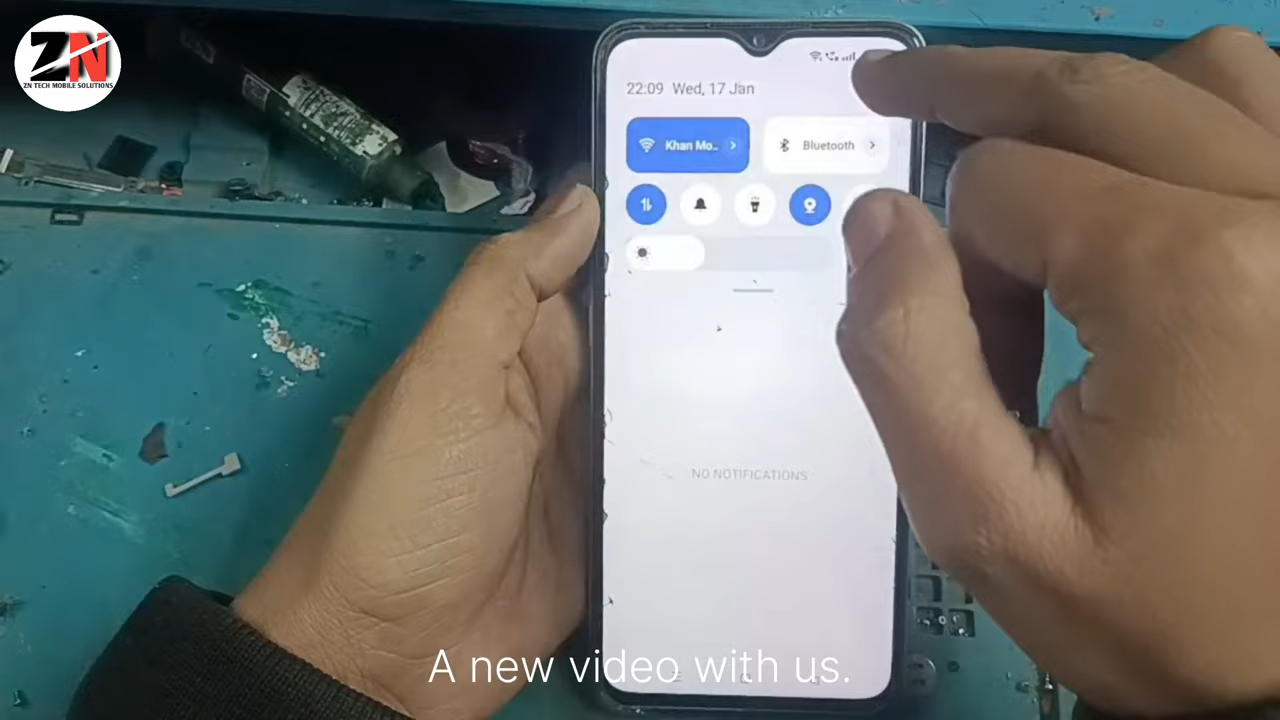 ZN
ZN TECH MOBILE SOLUTIONS
22:09 Wed, 17 Jan
Khan Mo..
Bluetooth
NO NOTIFICATIONS
A new video with us.